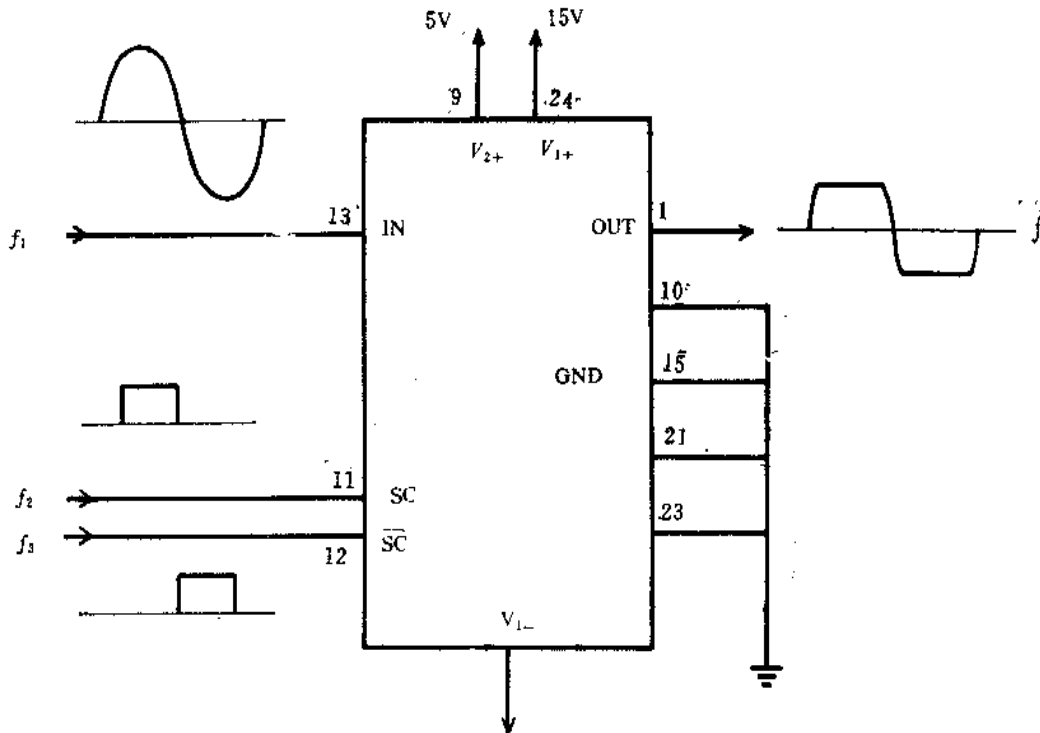 5V 15V
9 24
V₂₊ V₁₊
f₁ 13 IN OUT 1
f
10
15
GND
21
11
f₂ SC
23
f₃ 12 S̅C̅
V₁₋